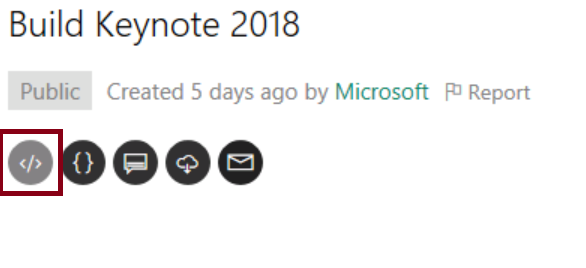 Build Keynote 2018
Public Created 5 days ago by Microsoft Report
</> {}